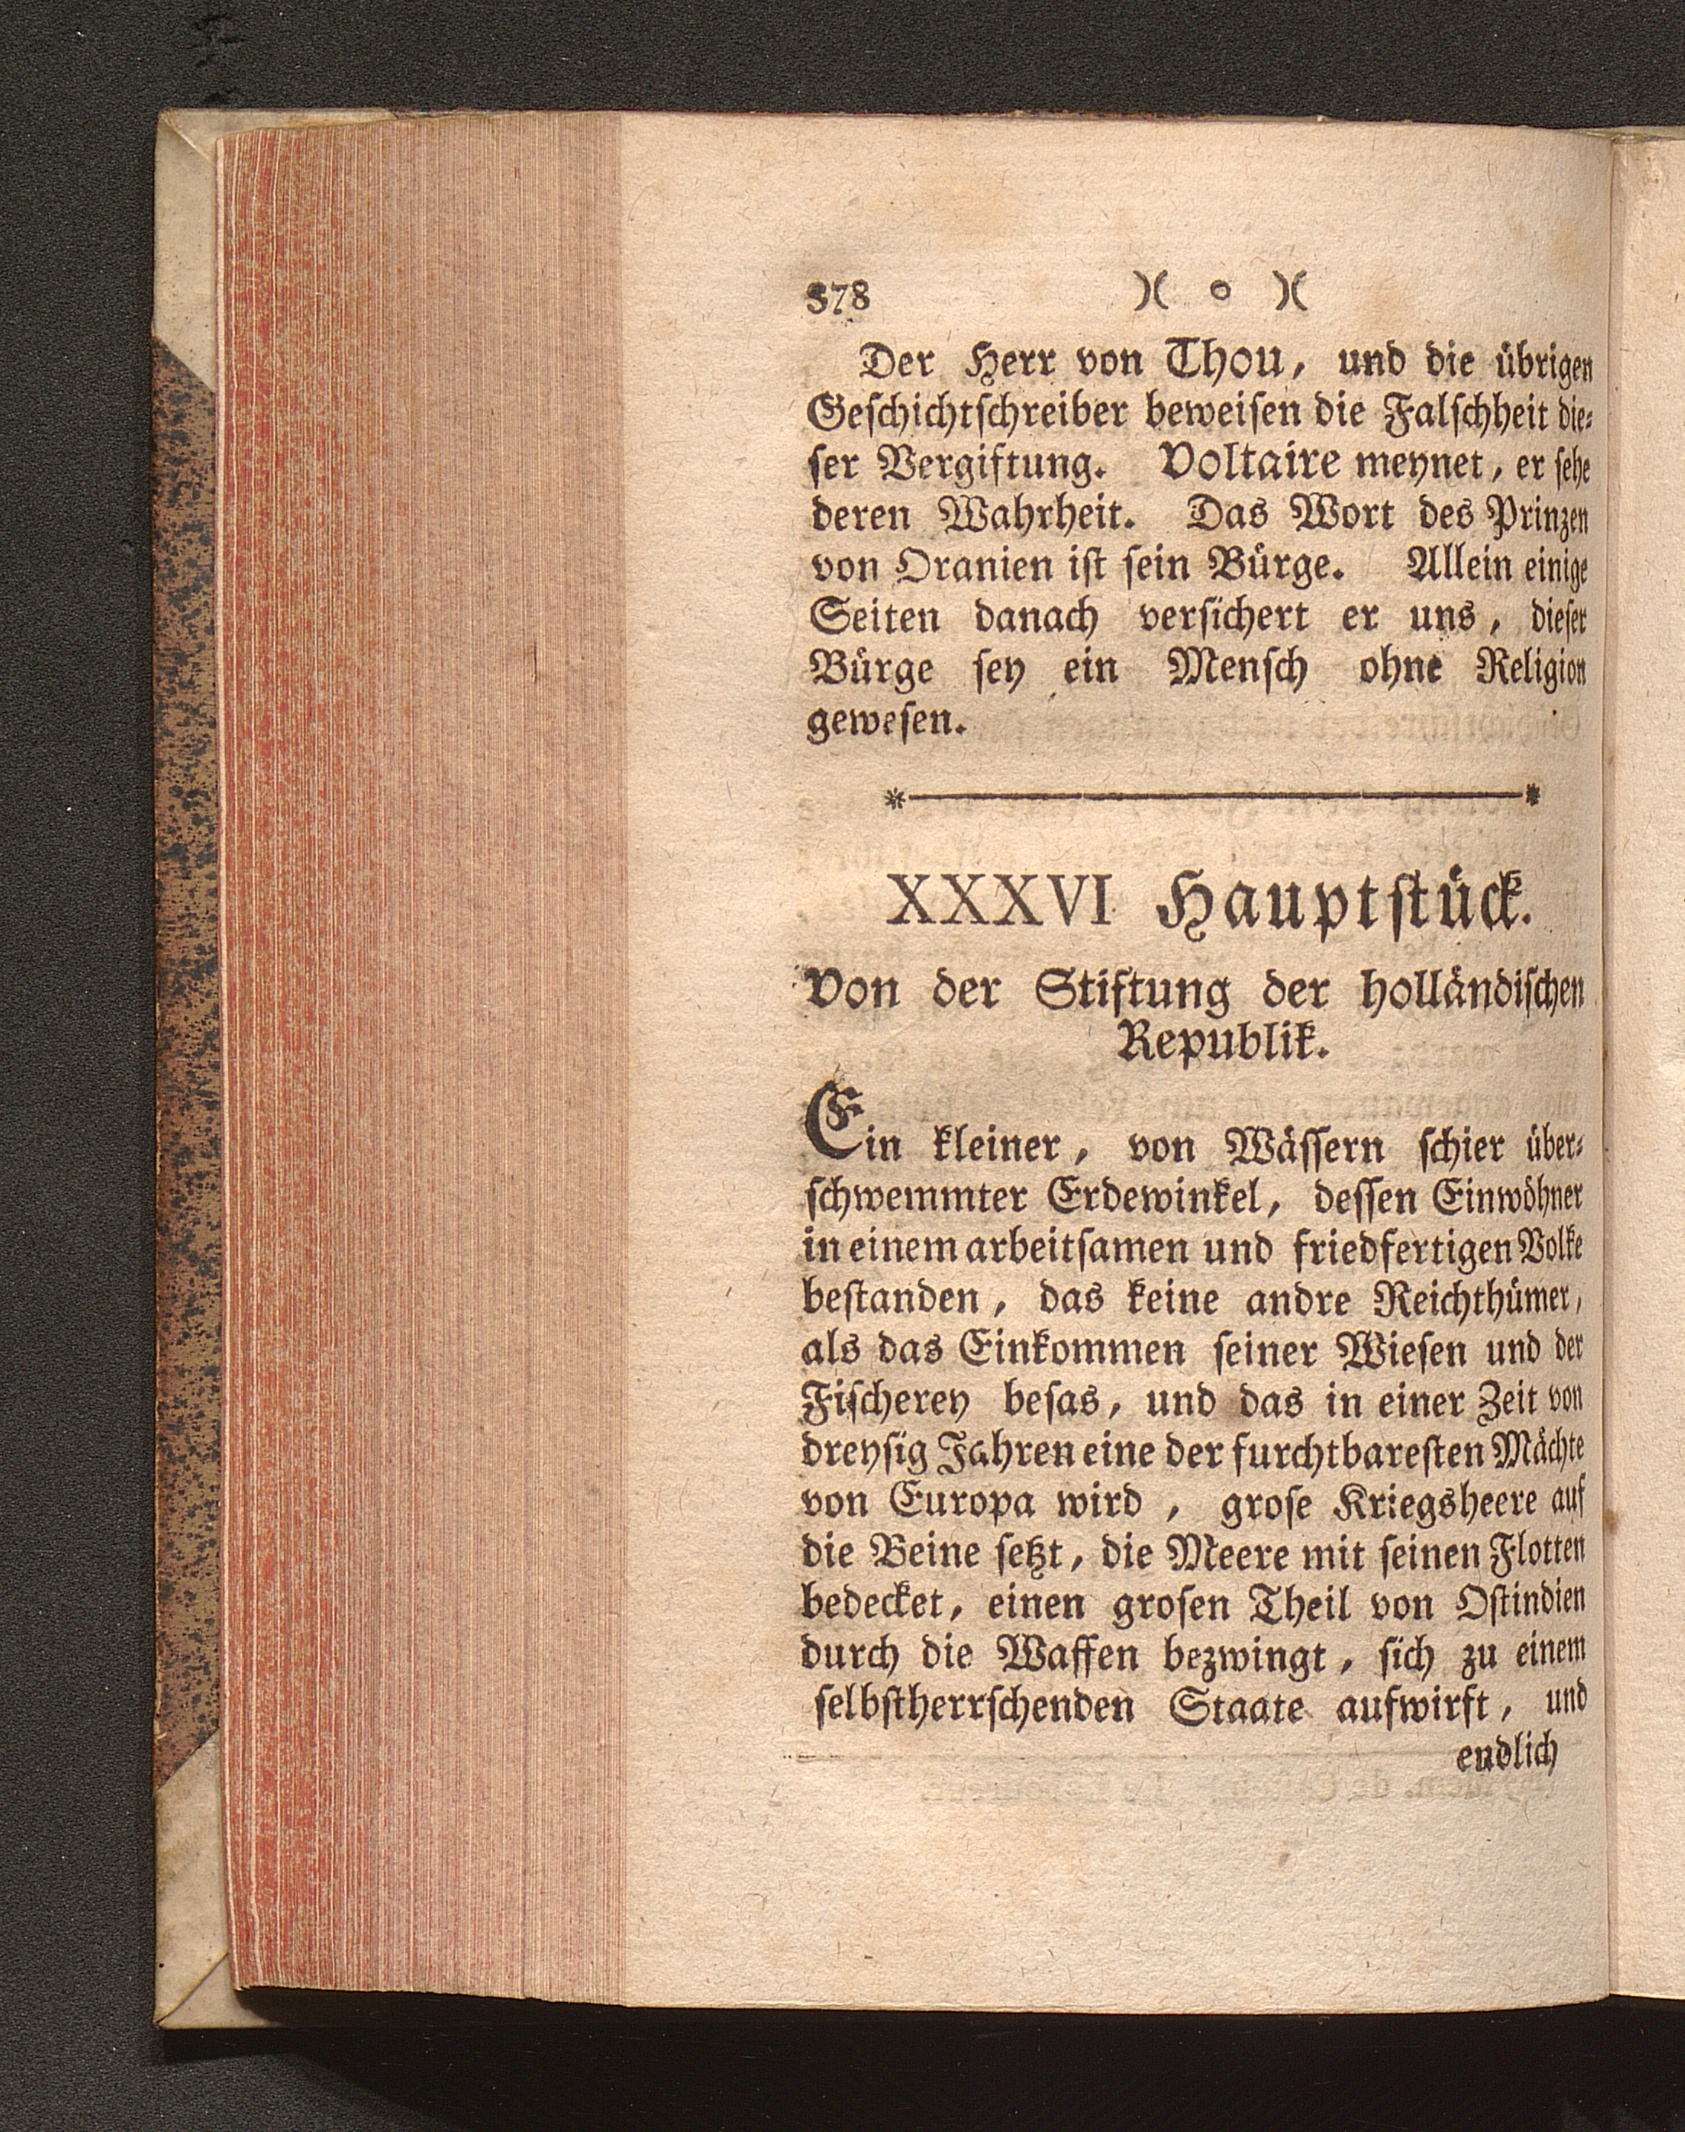 378 )( o )(
Der Herr von Thou, und die übrigen
Geschichtschreiber beweisen die Falschheit die-
ser Vergiftung. Voltaire meynet, er sehe
deren Wahrheit. Das Wort des Prinzen
von Oranien ist sein Bürge. Allein einige
Seiten danach versichert er uns, dieser
Bürge sey ein Mensch ohne Religion
gewesen.
XXXVI Hauptstück.
Von der Stiftung der holländischen
Republik.
Ein kleiner, von Wässern schier über-
schwemmter Erdewinkel, dessen Einwöhner
in einem arbeitsamen und friedfertigen Volke
bestanden, das keine andre Reichthümer,
als das Einkommen seiner Wiesen und der
Fischerey besas, und das in einer Zeit von
dreysig Jahren eine der furchtbaresten Mächte
von Europa wird, grose Kriegsheere auf
die Beine setzt, die Meere mit seinen Flotten
bedecket, einen grosen Theil von Ostindien
durch die Waffen bezwingt, sich zu einem
selbstherrschenden Staate aufwirft, und
endlich